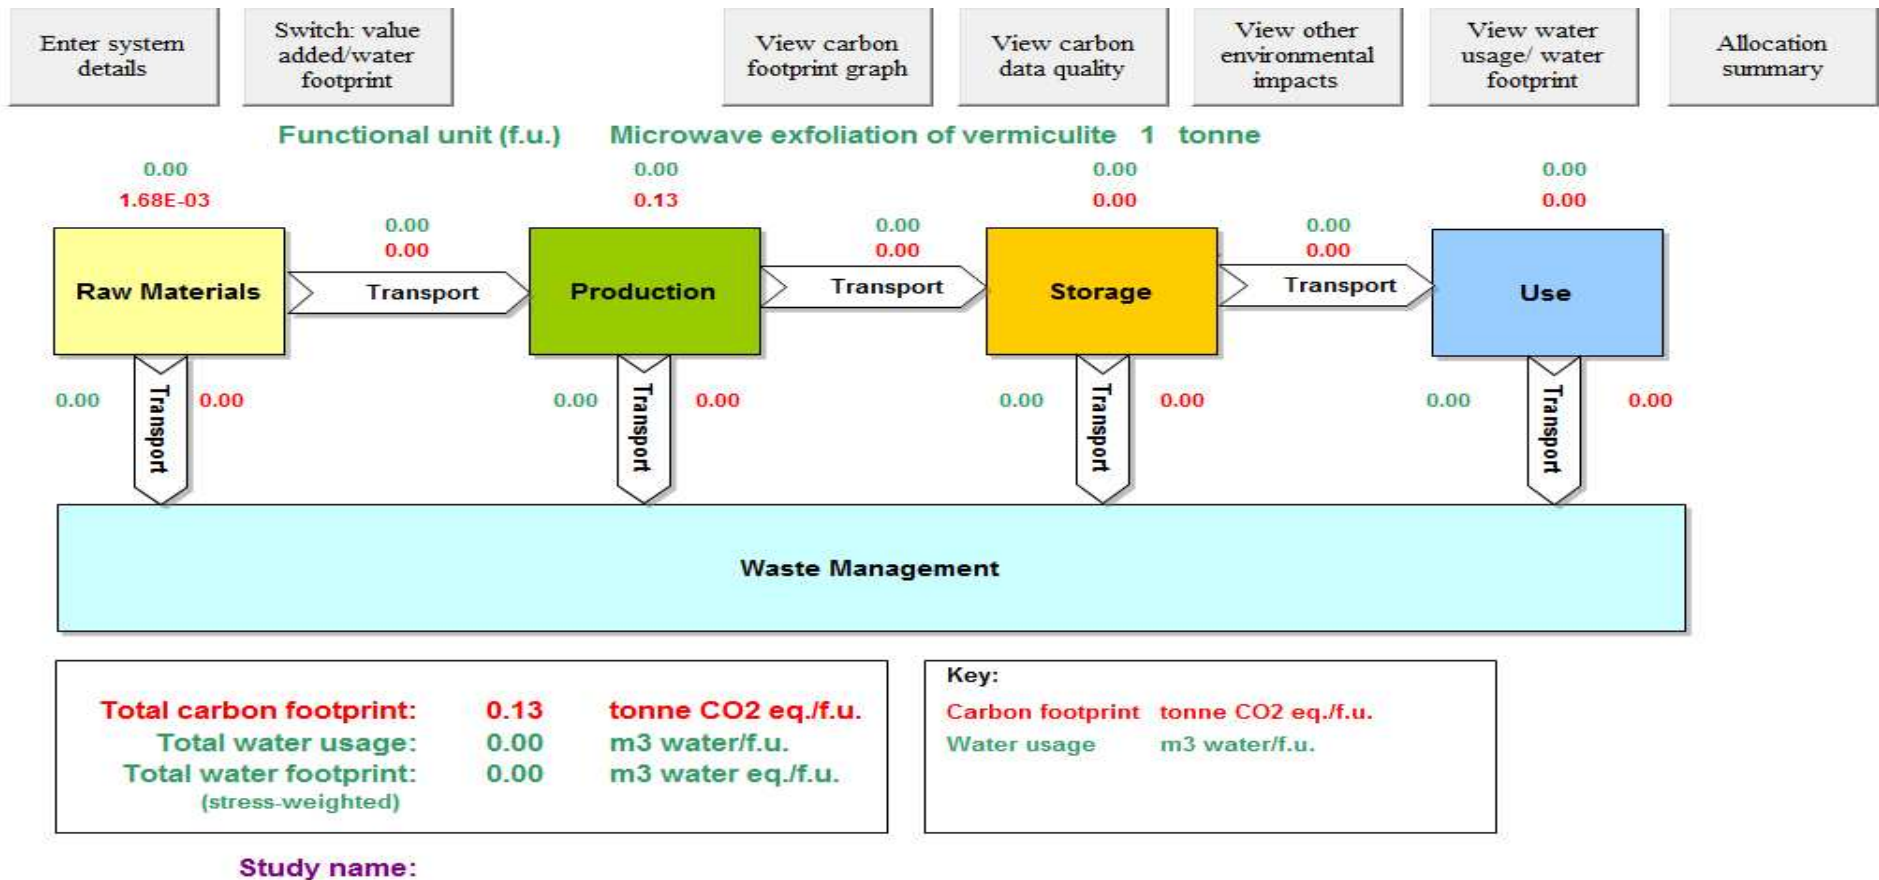 Enter system
details
Switch: value
added/water
footprint
View carbon
footprint graph
View carbon
data quality
View other
environmental
impacts
View water
usage/ water
footprint
Allocation
summary
Functional unit (f.u.) Microwave exfoliation of vermiculite 1 tonne
0.00 0.00 0.00 0.00
1.68E-03 0.13 0.00 0.00
0.00 0.00 0.00
0.00 0.00 0.00
Raw Materials Transport Production Transport Storage Transport Use
0.00 Transport 0.00 0.00 Transport 0.00 0.00 Transport 0.00 0.00 Transport 0.00
Waste Management
Total carbon footprint: 0.13 tonne CO2 eq./f.u.
Total water usage: 0.00 m3 water/f.u.
Total water footprint: 0.00 m3 water eq./f.u.
(stress-weighted)
Key:
Carbon footprint tonne CO2 eq./f.u.
Water usage m3 water/f.u.
Study name: